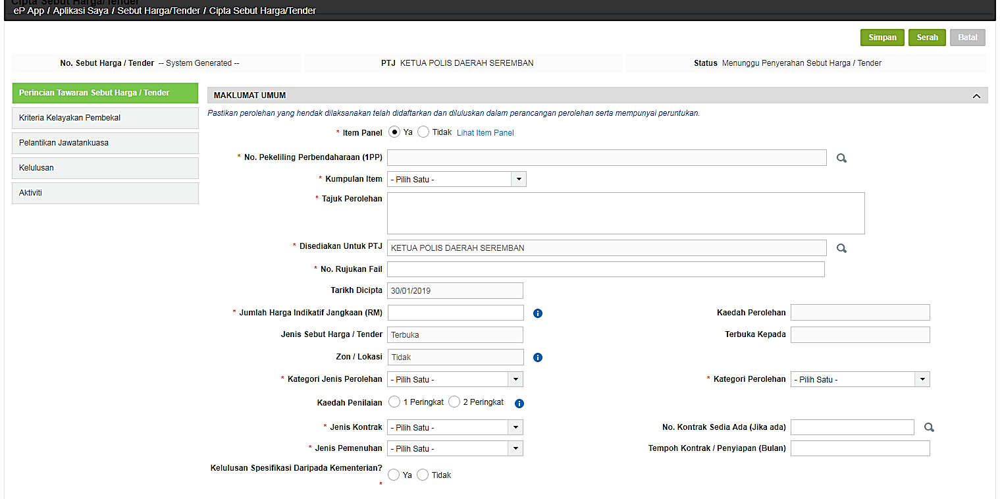 Cipta Sebut Harga/Tender
eP App / Aplikasi Saya / Sebut Harga/Tender / Cipta Sebut Harga/Tender
Simpan Serah Batal
No. Sebut Harga / Tender -- System Generated -- PTJ KETUA POLIS DAERAH SEREMBAN Status Menunggu Penyerahan Sebut Harga / Tender
Perincian Tawaran Sebut Harga / Tender
Kriteria Kelayakan Pembekal
Pelantikan Jawatankuasa
Kelulusan
Aktiviti
MAKLUMAT UMUM
Pastikan perolehan yang hendak dilaksanakan telah didaftarkan dan diluluskan dalam perancangan perolehan serta mempunyai peruntukan.
* Item Panel Ya Tidak Lihat Item Panel
* No. Pekeliling Perbendaharaan (1PP)
* Kumpulan Item - Pilih Satu -
* Tajuk Perolehan
* Disediakan Untuk PTJ KETUA POLIS DAERAH SEREMBAN
* No. Rujukan Fail
Tarikh Dicipta 30/01/2019
* Jumlah Harga Indikatif Jangkaan (RM) Kaedah Perolehan
Jenis Sebut Harga / Tender Terbuka Terbuka Kepada
Zon / Lokasi Tidak
* Kategori Jenis Perolehan - Pilih Satu - * Kategori Perolehan - Pilih Satu -
Kaedah Penilaian 1 Peringkat 2 Peringkat
* Jenis Kontrak - Pilih Satu - No. Kontrak Sedia Ada (Jika ada)
* Jenis Pemenuhan - Pilih Satu - Tempoh Kontrak / Penyiapan (Bulan)
Kelulusan Spesifikasi Daripada Kementerian? Ya Tidak
*